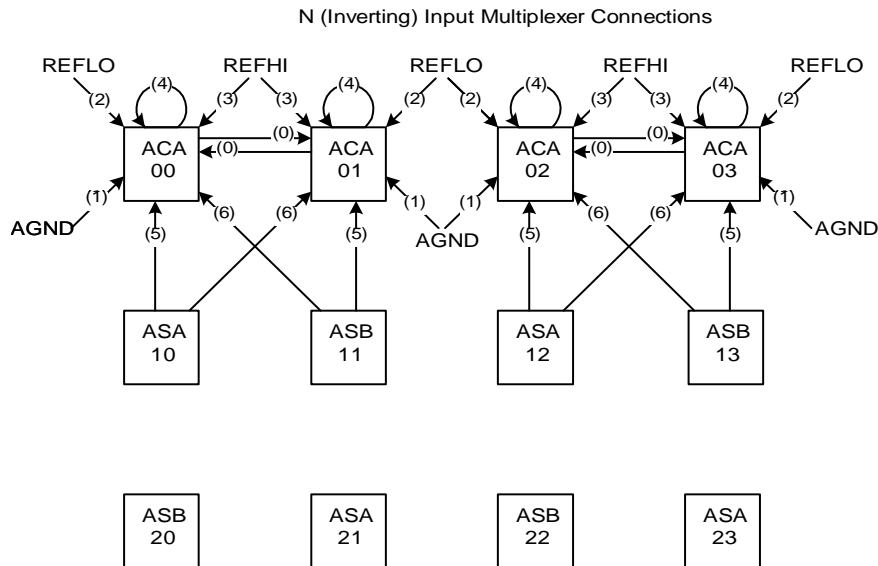 N (Inverting) Input Multiplexer Connections
REFLO REFHI REFLO REFHI REFLO
(4) (4) (4) (4)
(2) (3) (3) (2) (2) (3) (3) (2)
(0) (0)
ACA 00 ACA 01 ACA 02 ACA 03
(0) (0)
(1) (1) (1) (1)
(6) (6) (6) (6)
AGND AGND AGND
(5) (5) (5) (5)
ASA 10 ASB 11 ASA 12 ASB 13
ASB 20 ASA 21 ASB 22 ASA 23